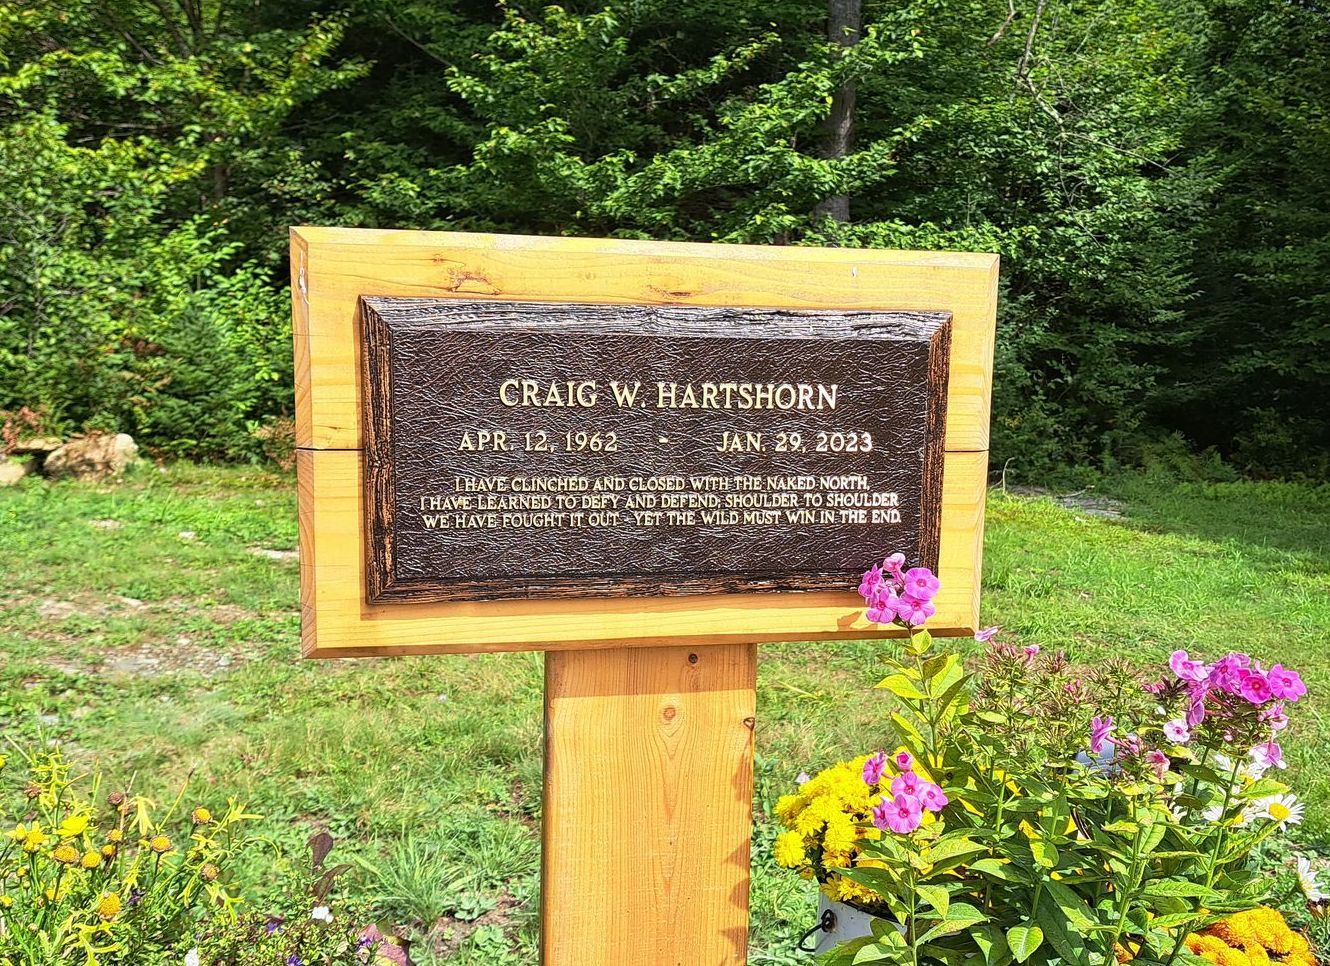 CRAIG W. HARTSHORN
APR. 12, 1962 - JAN. 29, 2023
I HAVE CLINCHED AND CLOSED WITH THE NAKED NORTH,
I HAVE LEARNED TO DEFY AND DEFEND; SHOULDER TO SHOULDER
WE HAVE FOUGHT IT OUT - YET THE WILD MUST WIN IN THE END.